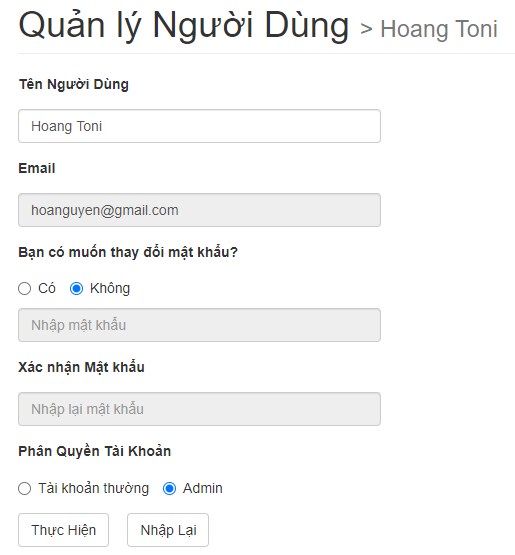 Quản lý Người Dùng > Hoang Toni
Tên Người Dùng
Hoang Toni
Email
hoanguyen@gmail.com
Bạn có muốn thay đổi mật khẩu?
Có Không
Nhập mật khẩu
Xác nhận Mật khẩu
Nhập lại mật khẩu
Phân Quyền Tài Khoản
Tài khoản thường Admin
Thực Hiện Nhập Lại